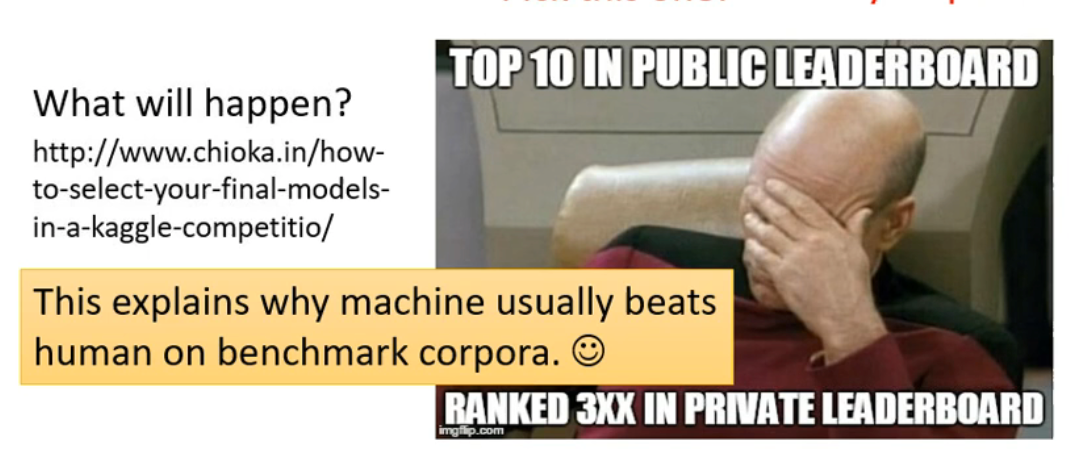 TOP 10 IN PUBLIC LEADERBOARD
What will happen?
http://www.chioka.in/how-
to-select-your-final-models-
in-a-kaggle-competitio/
This explains why machine usually beats
human on benchmark corpora. ☺
RANKED 3XX IN PRIVATE LEADERBOARD
imgflip.com